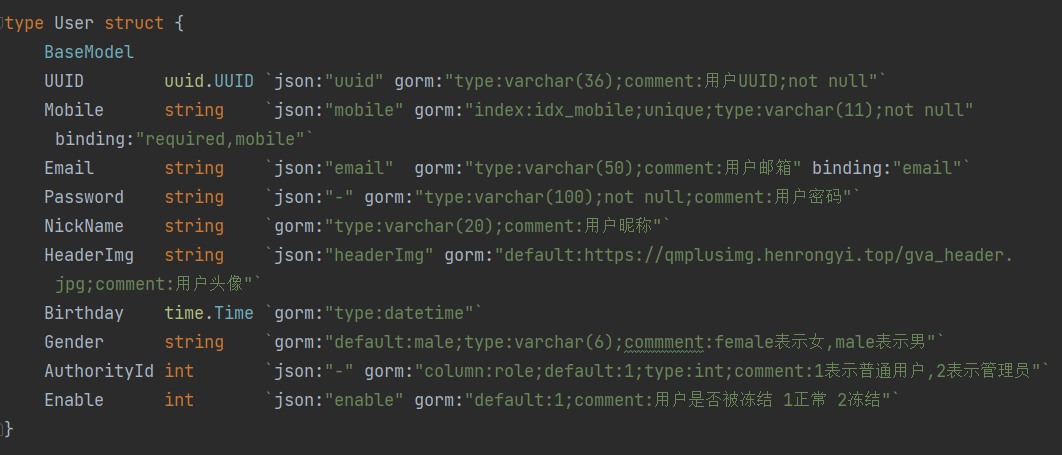 type User struct {
BaseModel
UUID uuid.UUID `json:"uuid" gorm:"type:varchar(36);comment:用户UUID;not null"`
Mobile string `json:"mobile" gorm:"index:idx_mobile;unique;type:varchar(11);not null"
binding:"required,mobile"`
Email string `json:"email" gorm:"type:varchar(50);comment:用户邮箱" binding:"email"`
Password string `json:"-" gorm:"type:varchar(100);not null;comment:用户密码"`
NickName string `gorm:"type:varchar(20);comment:用户昵称"`
HeaderImg string `json:"headerImg" gorm:"default:https://qmplusimg.henrongyi.top/gva_header.
jpg;comment:用户头像"`
Birthday time.Time `gorm:"type:datetime"`
Gender string `gorm:"default:male;type:varchar(6);commment:female表示女,male表示男"`
AuthorityId int `json:"-" gorm:"column:role;default:1;type:int;comment:1表示普通用户,2表示管理员"`
Enable int `json:"enable" gorm:"default:1;comment:用户是否被冻结 1正常 2冻结"`
}